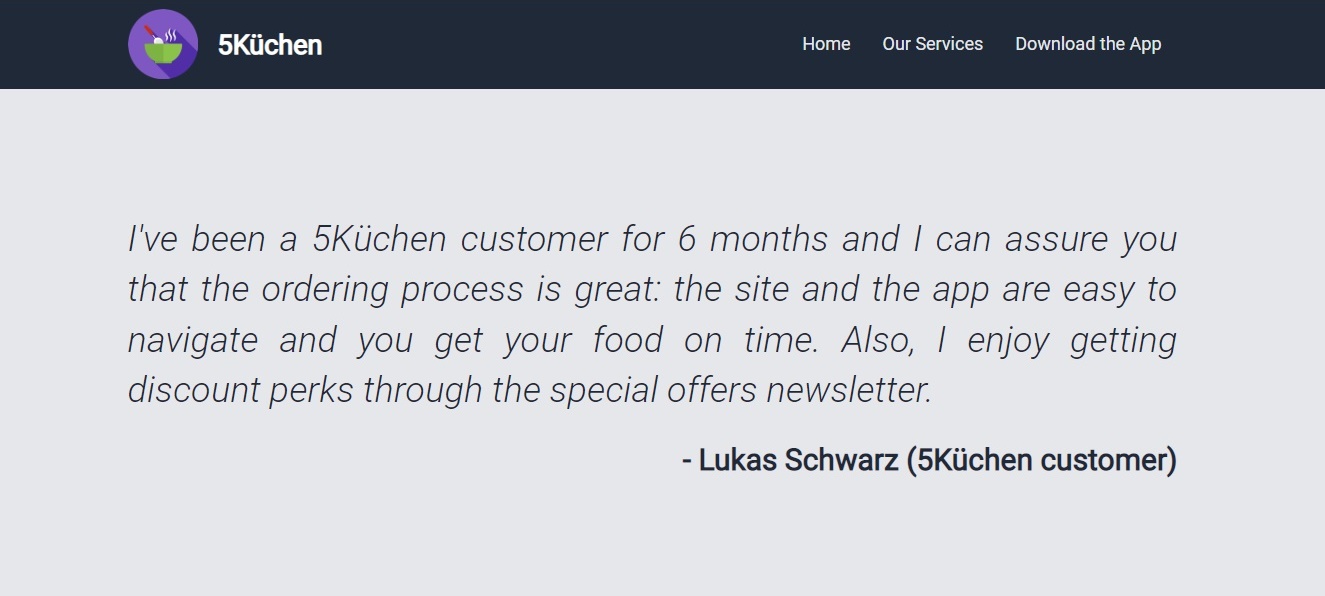 5Küchen
Home Our Services Download the App
I've been a 5Küchen customer for 6 months and I can assure you
that the ordering process is great: the site and the app are easy to
navigate and you get your food on time. Also, I enjoy getting
discount perks through the special offers newsletter.
- Lukas Schwarz (5Küchen customer)